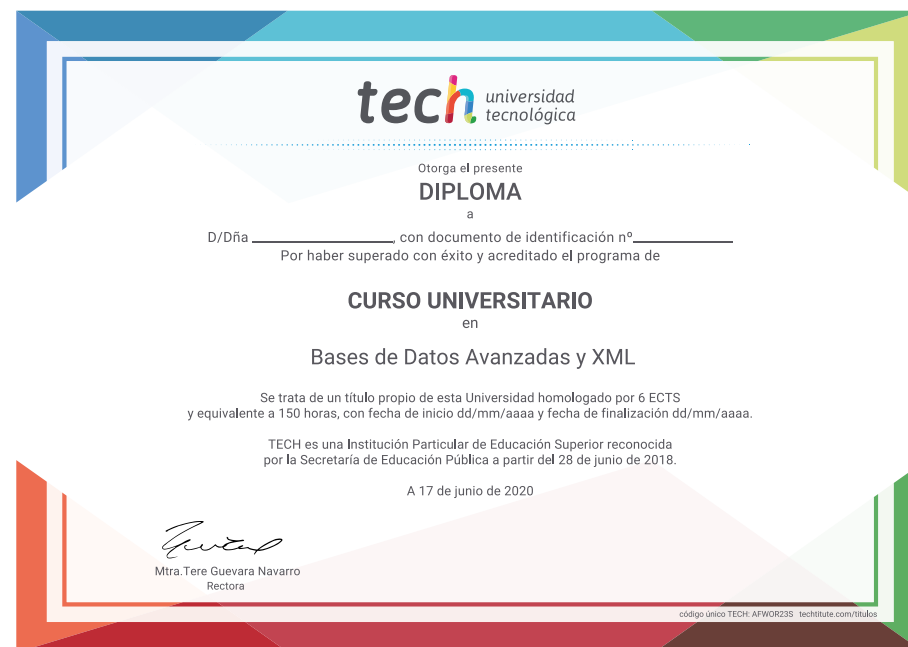 tech universidad
tecnológica
Otorga el presente
DIPLOMA
a
D/Dña ____________, con documento de identificación nº____________
Por haber superado con éxito y acreditado el programa de
CURSO UNIVERSITARIO
en
Bases de Datos Avanzadas y XML
Se trata de un título propio de esta Universidad homologado por 6 ECTS
y equivalente a 150 horas, con fecha de inicio dd/mm/aaaa y fecha de finalización dd/mm/aaaa.
TECH es una Institución Particular de Educación Superior reconocida
por la Secretaría de Educación Pública a partir del 28 de junio de 2018.
A 17 de junio de 2020
Mtra.Tere Guevara Navarro
Rectora
código único TECH: AFWOR23S techtitute.com/titulos